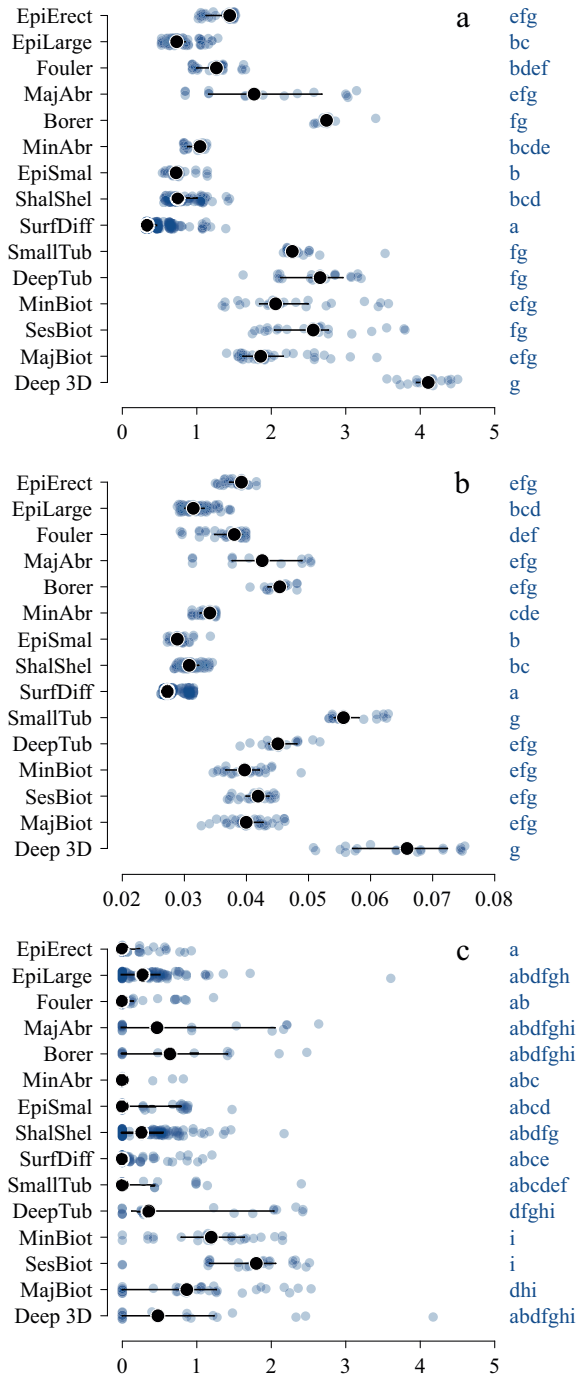 a
EpiErect efg
EpiLarge bc
Fouler bdef
MajAbr efg
Borer fg
MinAbr bcde
EpiSmal b
ShalShel bcd
SurfDiff a
SmallTub fg
DeepTub fg
MinBiot efg
SesBiot fg
MajBiot efg
Deep 3D g
0 1 2 3 4 5
b
EpiErect efg
EpiLarge bcd
Fouler def
MajAbr efg
Borer efg
MinAbr cde
EpiSmal b
ShalShel bc
SurfDiff a
SmallTub g
DeepTub efg
MinBiot efg
SesBiot efg
MajBiot efg
Deep 3D g
0.02 0.03 0.04 0.05 0.06 0.07 0.08
c
EpiErect a
EpiLarge abdfgh
Fouler ab
MajAbr abdfghi
Borer abdfghi
MinAbr abc
EpiSmal abcd
ShalShel abdfg
SurfDiff abce
SmallTub abcdef
DeepTub dfghi
MinBiot i
SesBiot i
MajBiot dhi
Deep 3D abdfghi
0 1 2 3 4 5